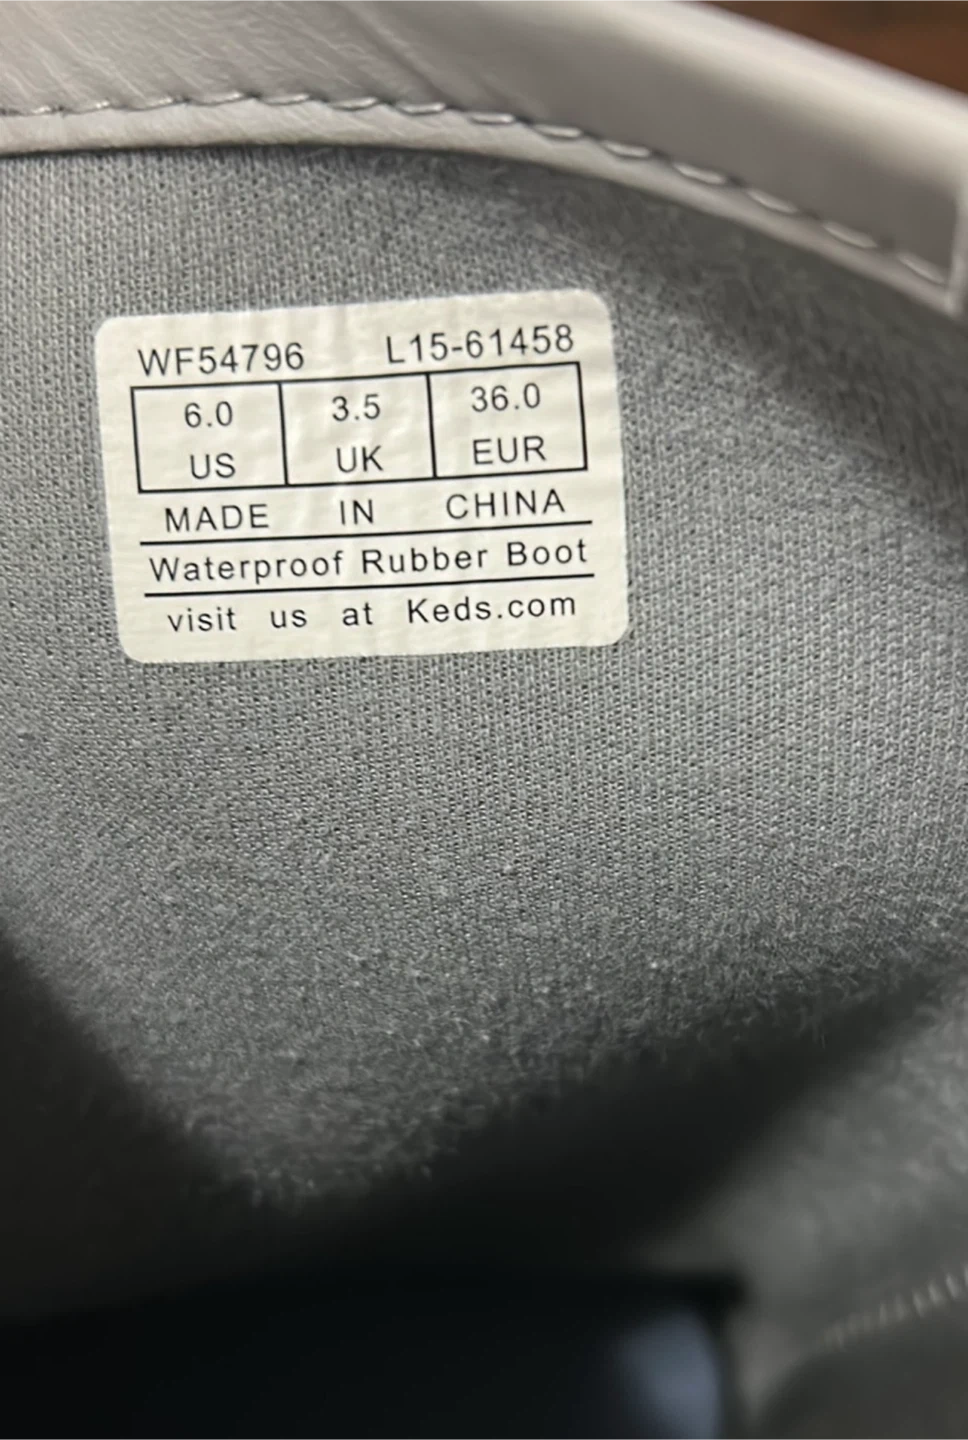 WF54796 L15-61458
6.0 3.5 36.0
US UK EUR
MADE IN CHINA
Waterproof Rubber Boot
visit us at Keds.com